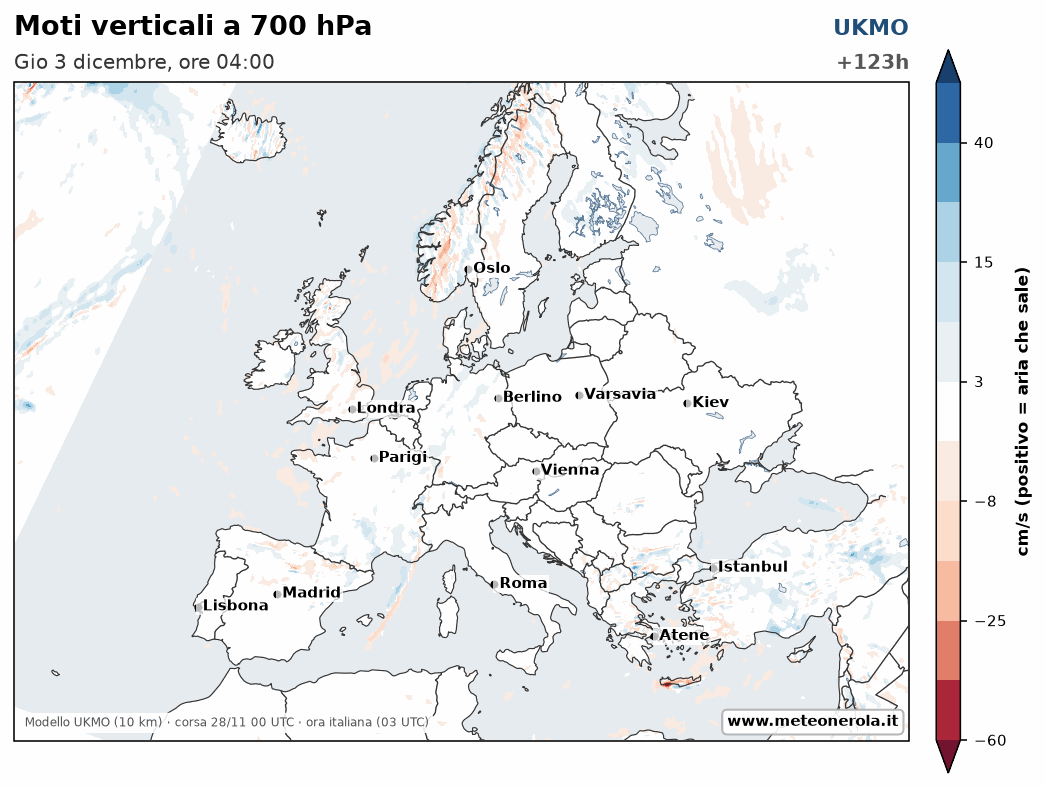 Moti verticali a 700 hPa
UKMO
Gio 3 dicembre, ore 04:00
+123h
40
15
3
−8
−25
−60
cm/s (positivo = aria che sale)
Oslo
Berlino
Varsavia
Kiev
Londra
Parigi
Vienna
Istanbul
Roma
Madrid
Lisbona
Atene
Modello UKMO (10 km) · corsa 28/11 00 UTC · ora italiana (03 UTC)
www.meteonerola.it